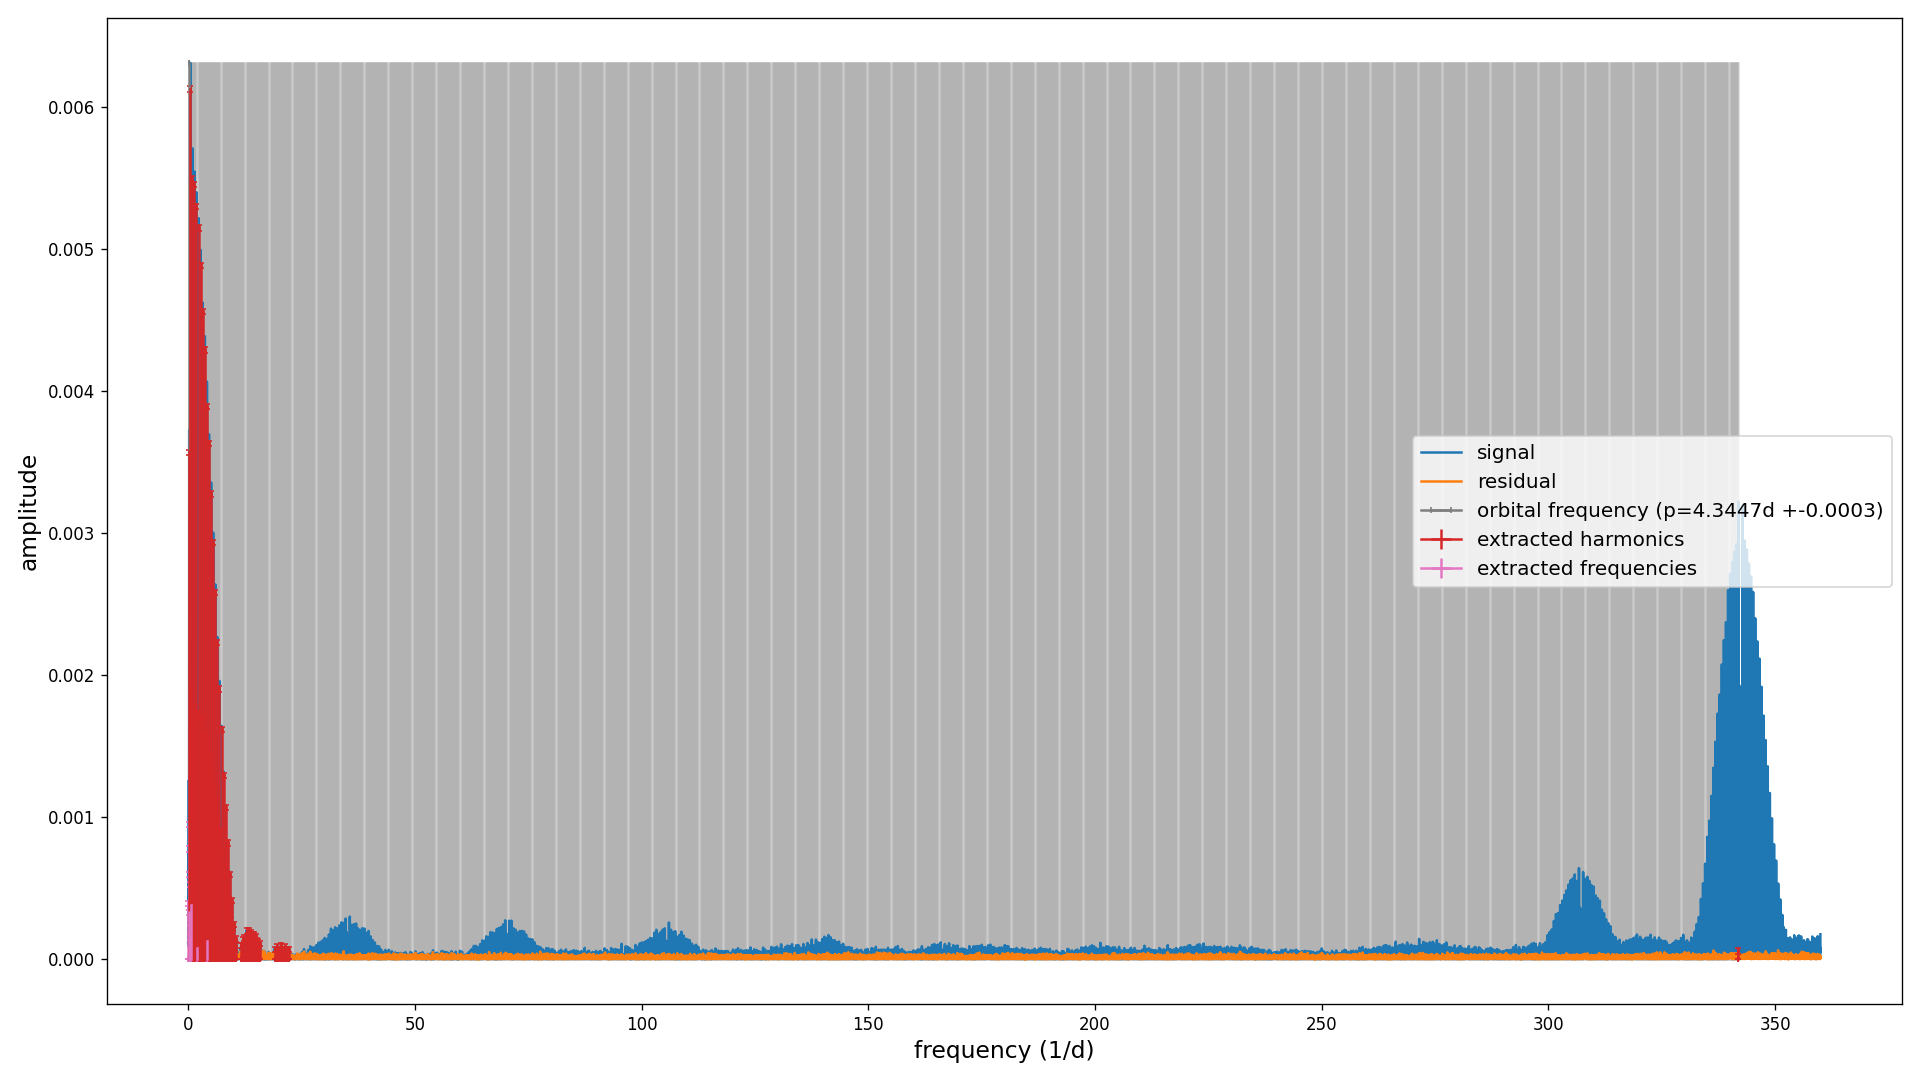 0.006
0.005
0.004
0.003
0.002
0.001
0.000
amplitude
signal
residual
orbital frequency (p=4.3447d +-0.0003)
extracted harmonics
extracted frequencies
0 50 100 150 200 250 300 350
frequency (1/d)